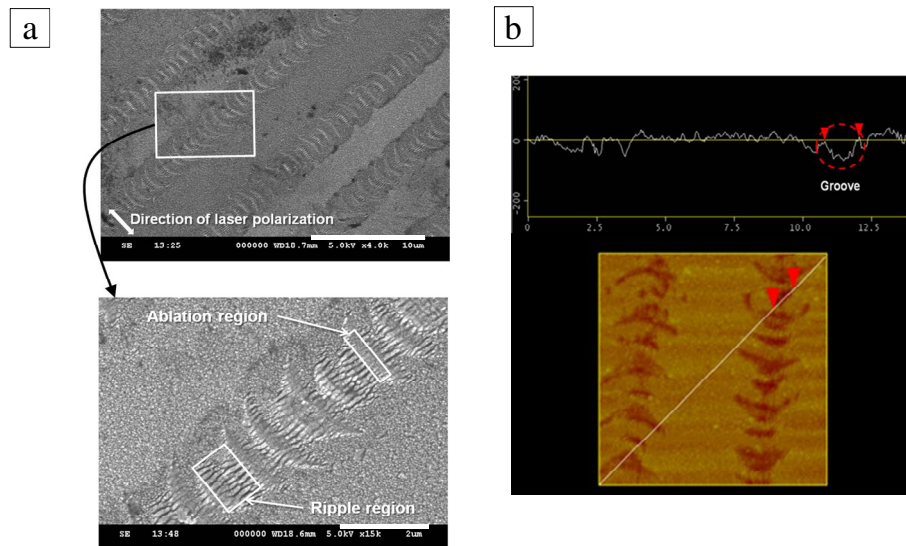 a
Direction of laser polarization
SE 13:25 000000 WD18.7mm 5.0kV x4.0k 10um
Ablation region
Ripple region
SE 13:48 000000 WD18.6mm 5.0kV x15k 2um
b
200
0
-200
Groove
0 2.5 5.0 7.5 10.0 12.5